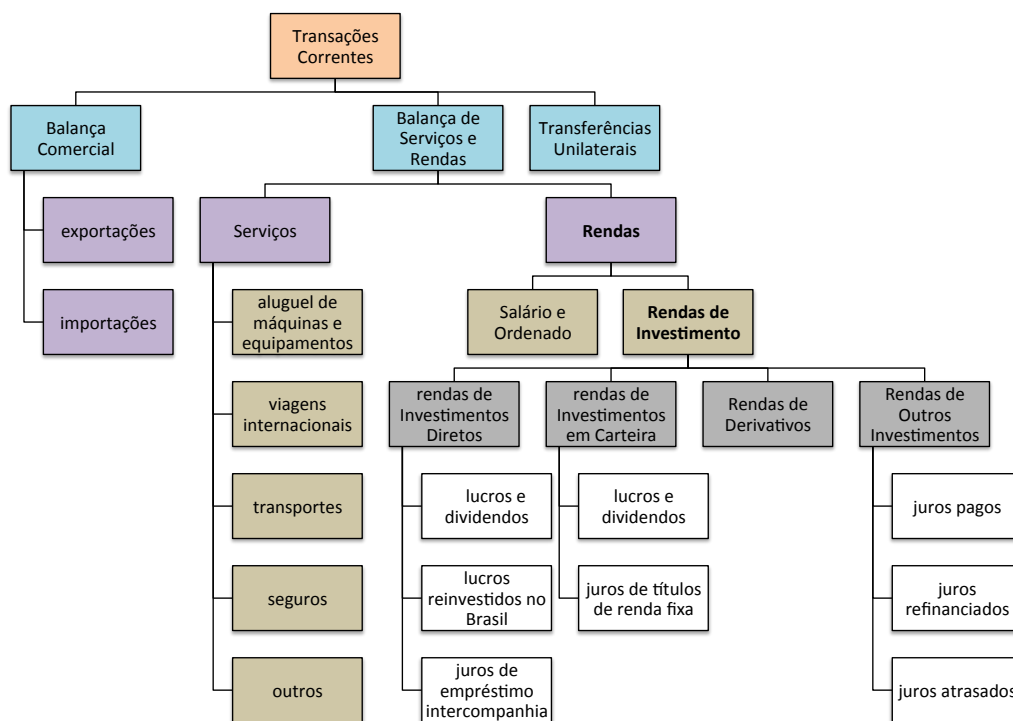 Transações
Correntes
Balança
Comercial
Balança de
Serviços e
Rendas
Transferências
Unilaterais
exportações
importações
Serviços
Rendas
aluguel de
máquinas e
equipamentos
viagens
internacionais
transportes
seguros
outros
Salário e
Ordenado
Rendas de
Investimento
rendas de
Investimentos
Diretos
lucros e
dividendos
lucros
reinvestidos no
Brasil
juros de
empréstimo
intercompanhia
rendas de
Investimentos
em Carteira
lucros e
dividendos
juros de títulos
de renda fixa
Rendas de
Derivativos
Rendas de
Outros
Investimentos
juros pagos
juros
refinanciados
juros atrasados